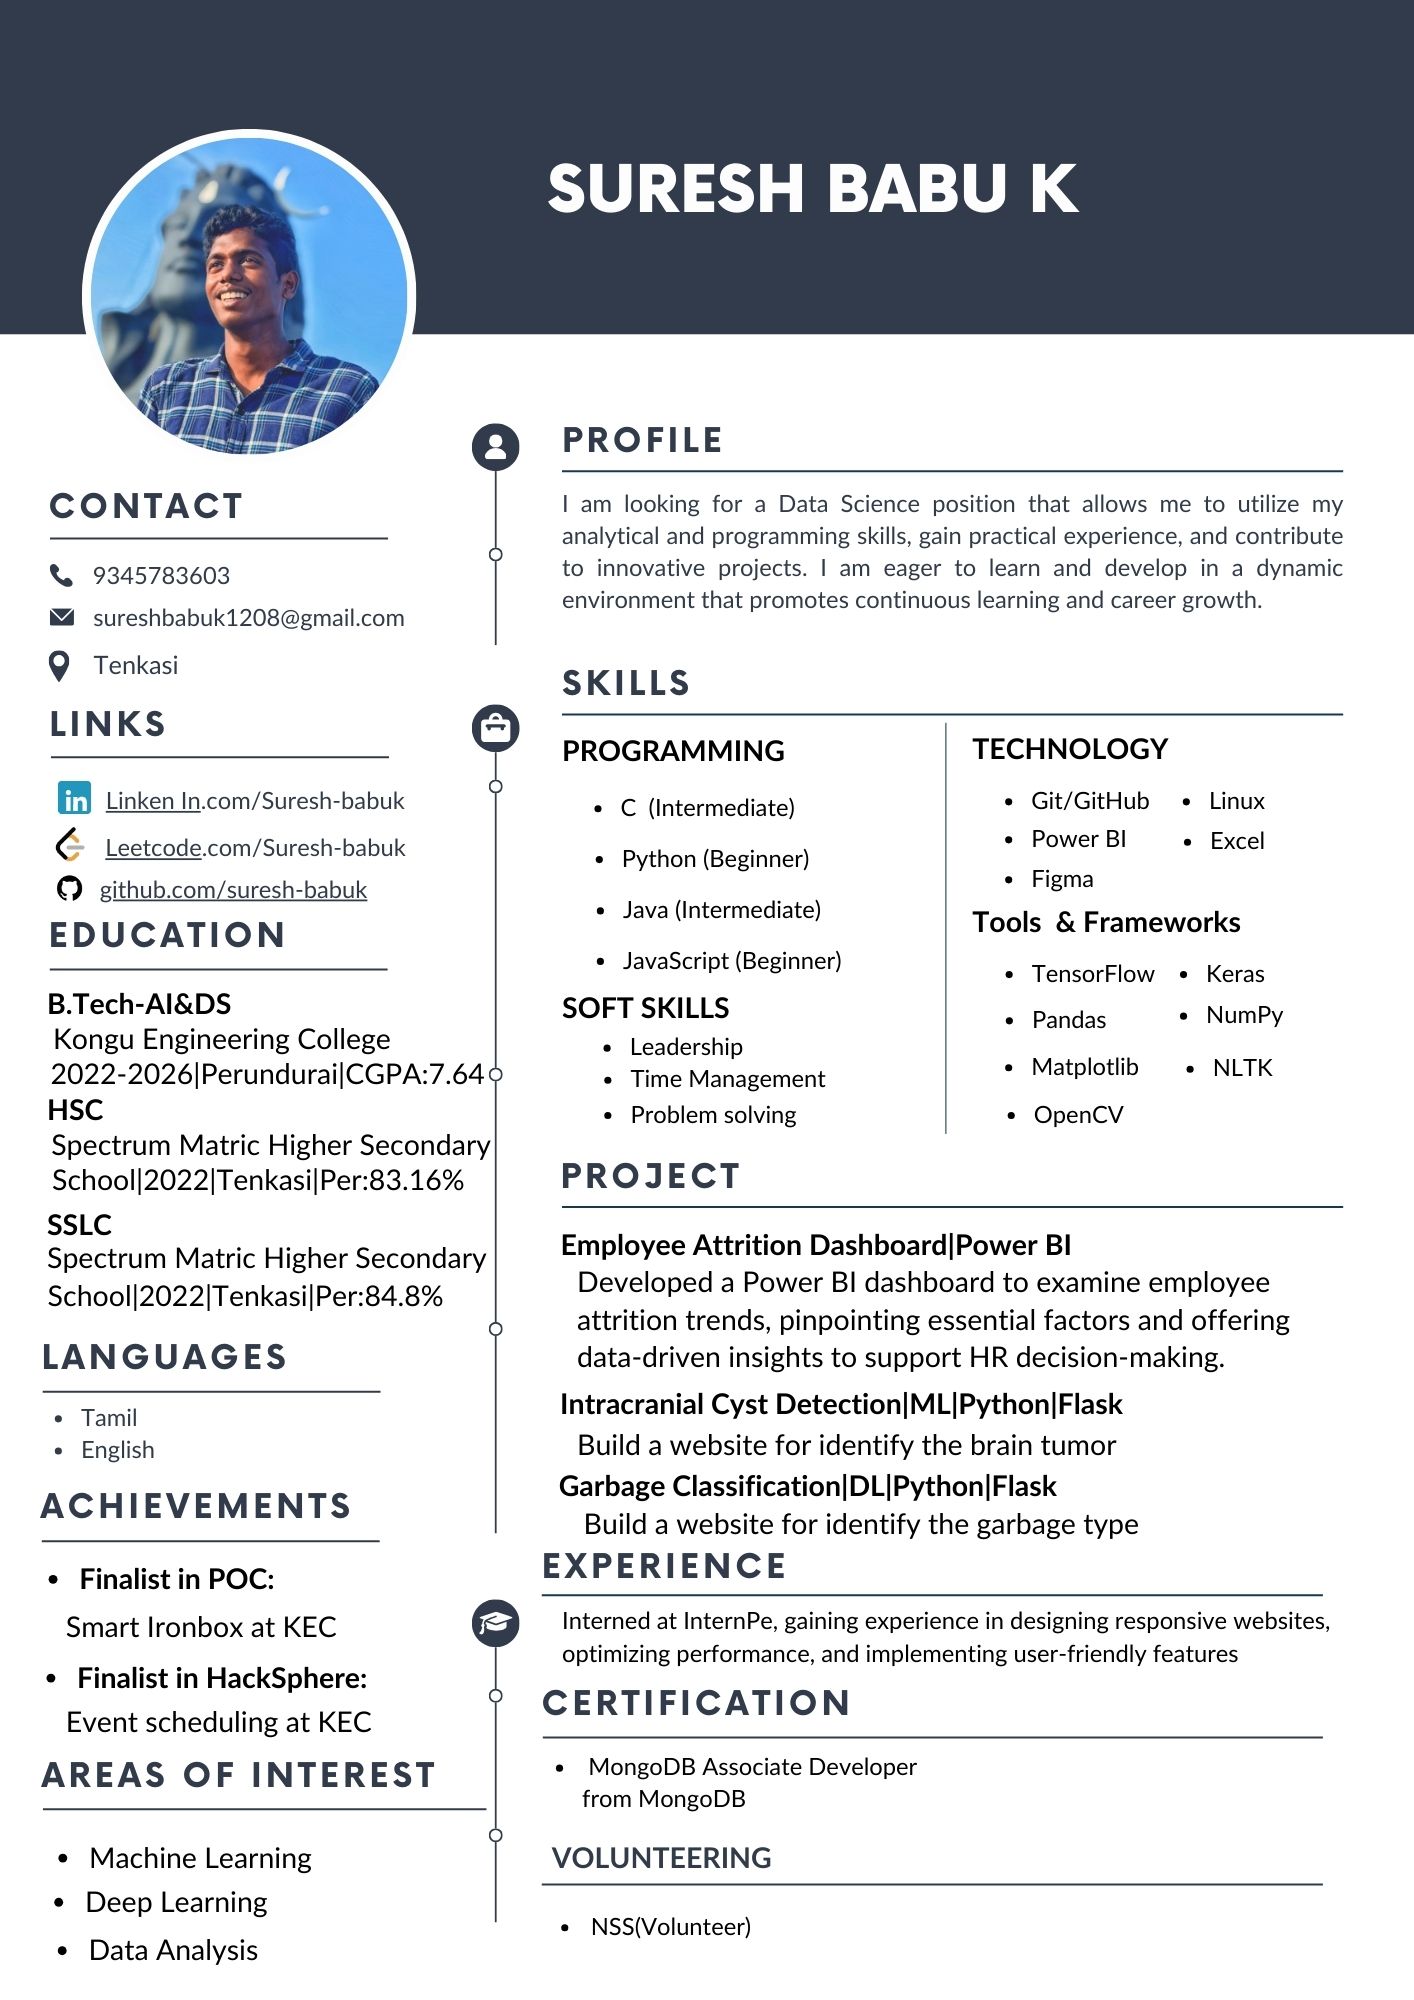 SURESH BABU K
CONTACT
9345783603
sureshbabuk1208@gmail.com
Tenkasi
LINKS
Linken In.com/Suresh-babuk
Leetcode.com/Suresh-babuk
github.com/suresh-babuk
EDUCATION
B.Tech-AI&DS
Kongu Engineering College
2022-2026|Perundurai|CGPA:7.64
HSC
Spectrum Matric Higher Secondary
School|2022|Tenkasi|Per:83.16%
SSLC
Spectrum Matric Higher Secondary
School|2022|Tenkasi|Per:84.8%
LANGUAGES
• Tamil
• English
ACHIEVEMENTS
• Finalist in POC:
Smart Ironbox at KEC
• Finalist in HackSphere:
Event scheduling at KEC
AREAS OF INTEREST
• Machine Learning
• Deep Learning
• Data Analysis
PROFILE
I am looking for a Data Science position that allows me to utilize my
analytical and programming skills, gain practical experience, and contribute
to innovative projects. I am eager to learn and develop in a dynamic
environment that promotes continuous learning and career growth.
SKILLS
PROGRAMMING
• C (Intermediate)
• Python (Beginner)
• Java (Intermediate)
• JavaScript (Beginner)
SOFT SKILLS
• Leadership
• Time Management
• Problem solving
TECHNOLOGY
• Git/GitHub • Linux
• Power BI • Excel
• Figma
Tools & Frameworks
• TensorFlow • Keras
• Pandas • NumPy
• Matplotlib • NLTK
• OpenCV
PROJECT
Employee Attrition Dashboard|Power BI
Developed a Power BI dashboard to examine employee
attrition trends, pinpointing essential factors and offering
data-driven insights to support HR decision-making.
Intracranial Cyst Detection|ML|Python|Flask
Build a website for identify the brain tumor
Garbage Classification|DL|Python|Flask
Build a website for identify the garbage type
EXPERIENCE
Interned at InternPe, gaining experience in designing responsive websites,
optimizing performance, and implementing user-friendly features
CERTIFICATION
• MongoDB Associate Developer
from MongoDB
VOLUNTEERING
• NSS(Volunteer)